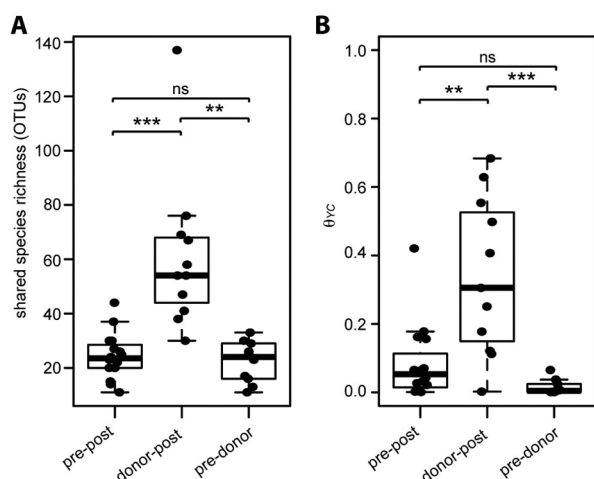 A
shared species richness (OTUs)
140
120
100
80
60
40
20
ns
***
**
pre-post
donor-post
pre-donor
B
θYC
1.0
0.8
0.6
0.4
0.2
0.0
ns
**
***
pre-post
donor-post
pre-donor